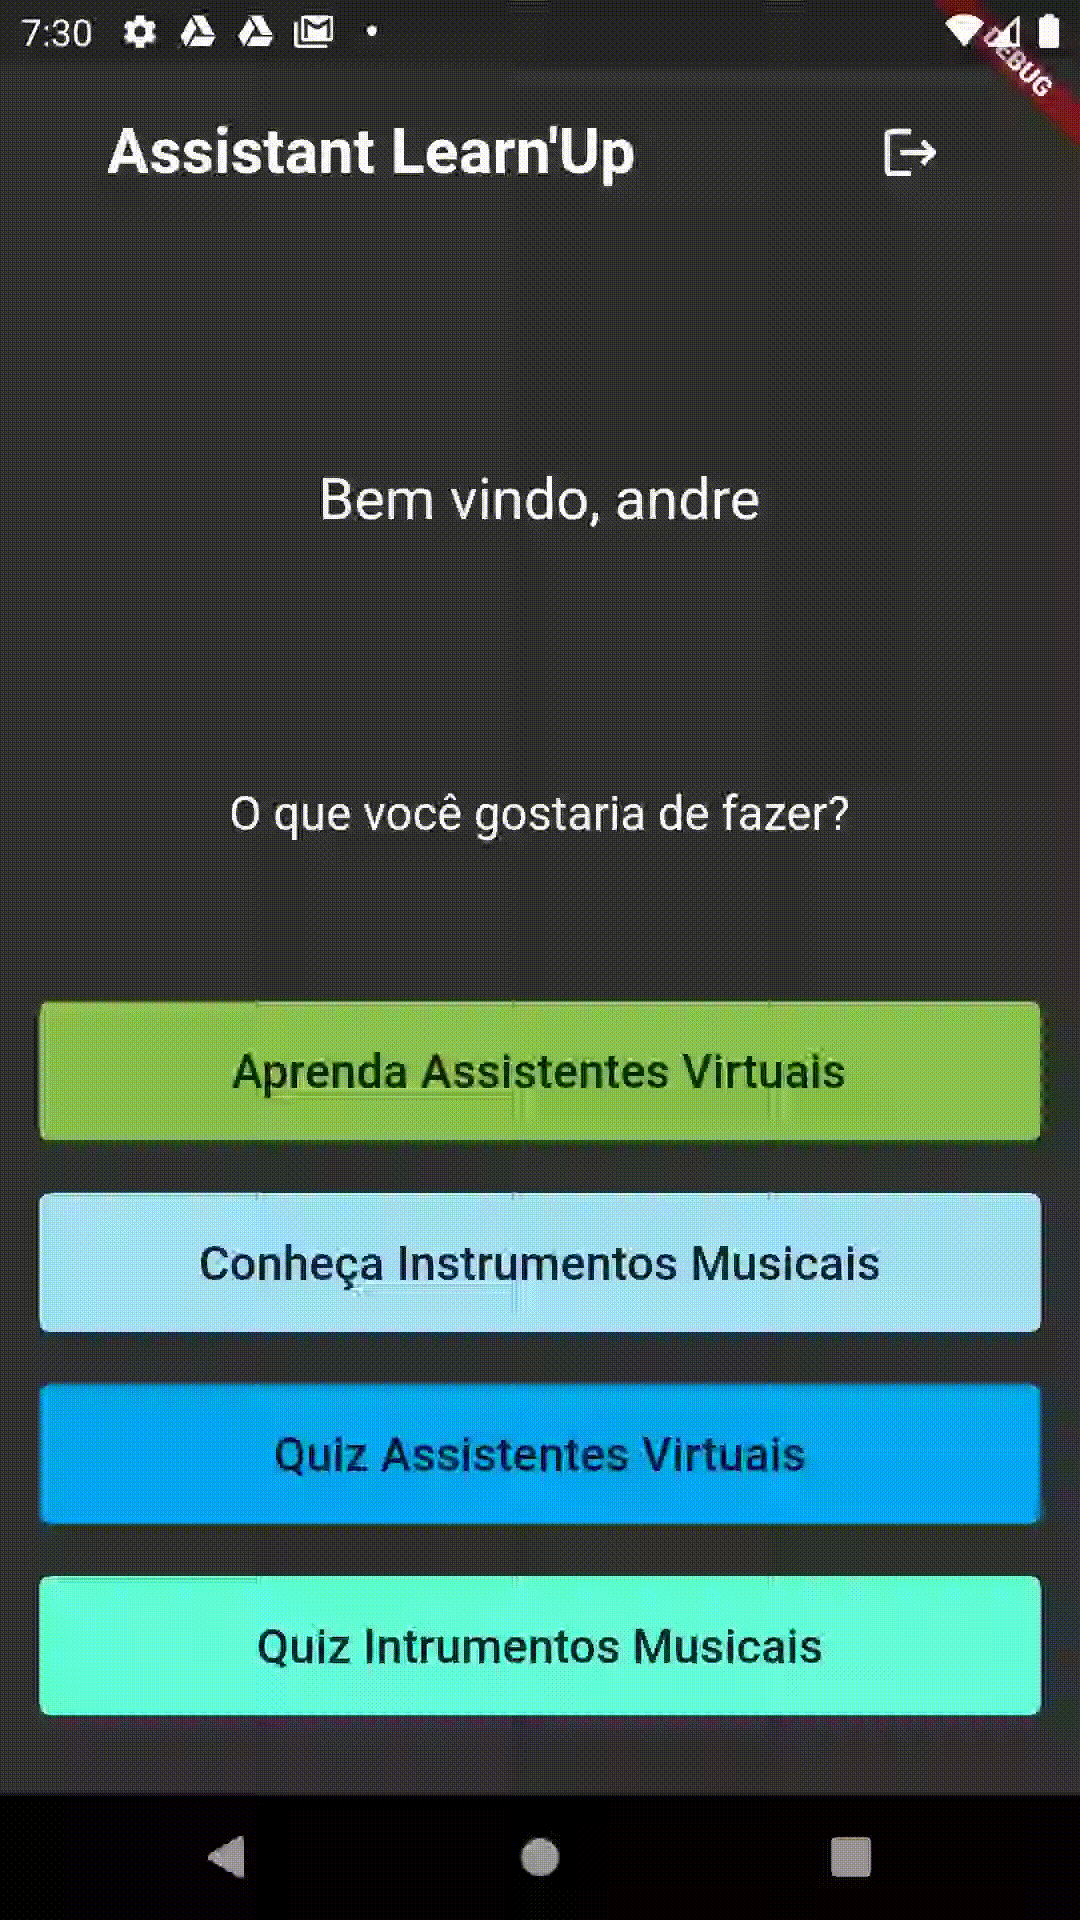 7:30
DEBUG
Assistant Learn'Up
Bem vindo, andre
O que você gostaria de fazer?
Aprenda Assistentes Virtuais
Conheça Instrumentos Musicais
Quiz Assistentes Virtuais
Quiz Intrumentos Musicais